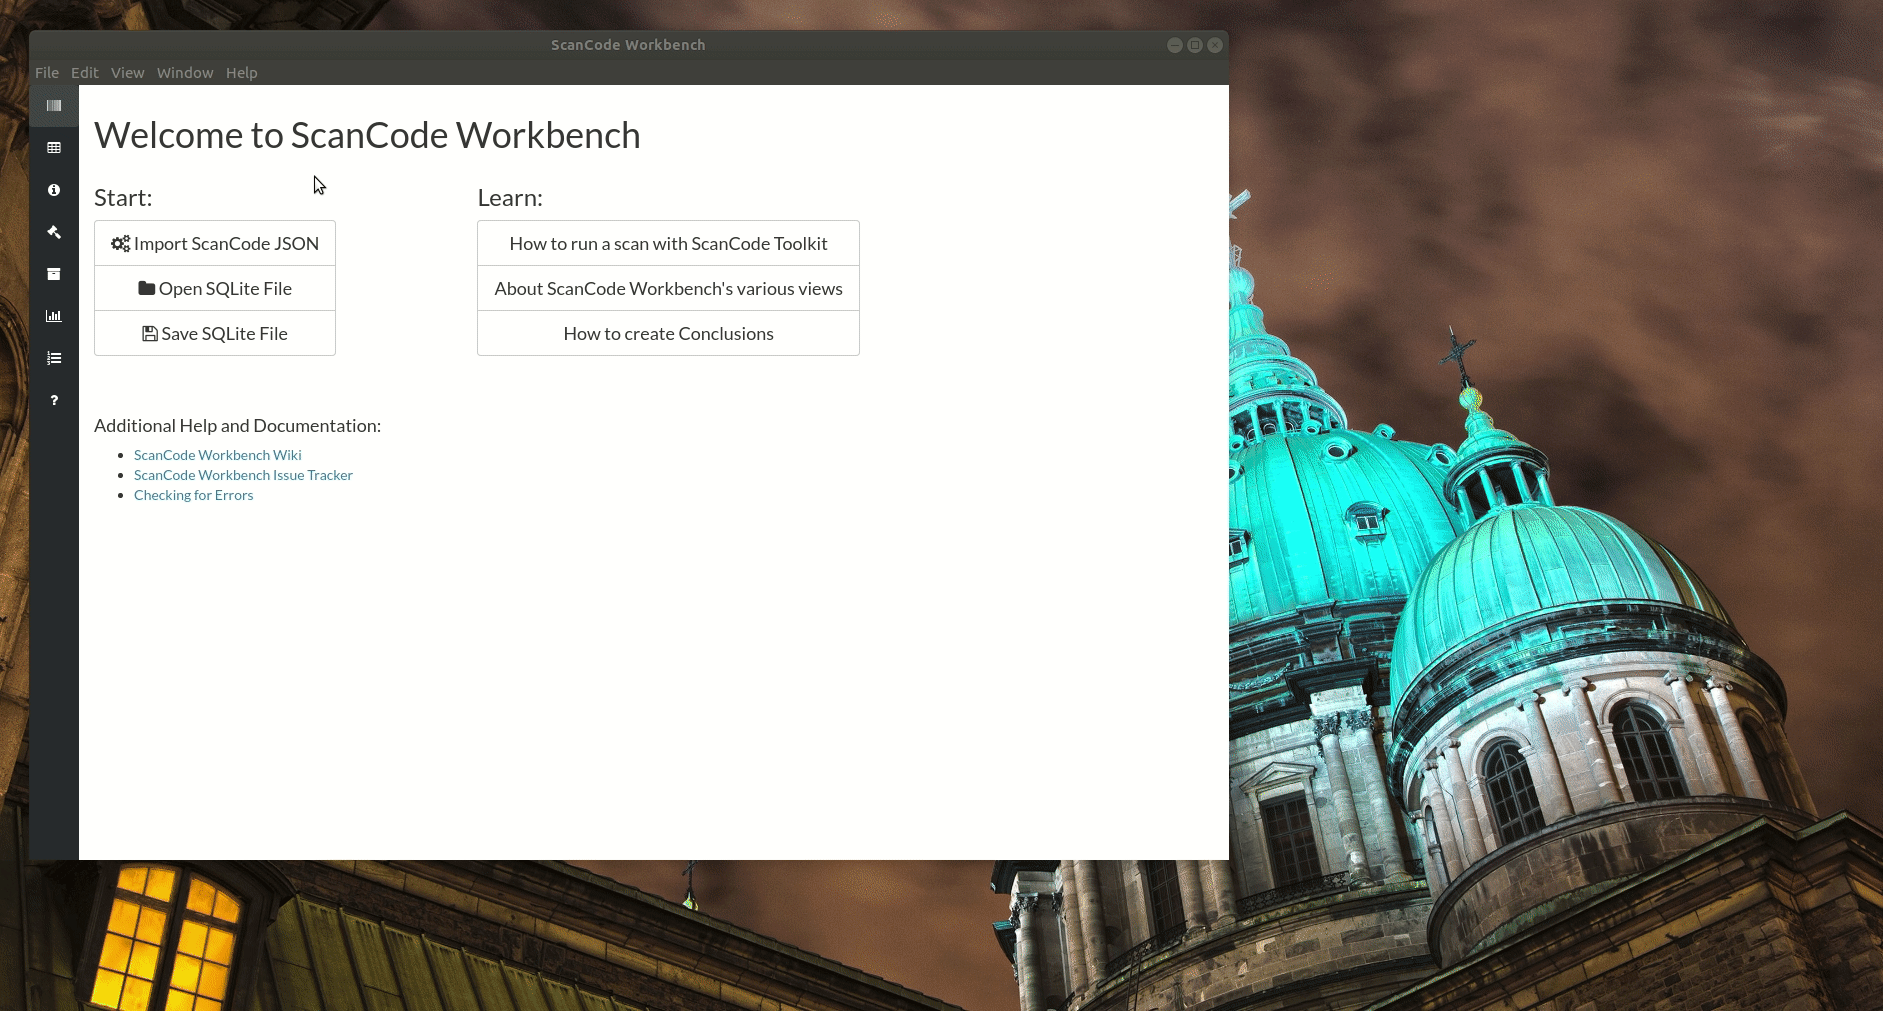 ScanCode Workbench
File Edit View Window Help
Welcome to ScanCode Workbench
Start:
Import ScanCode JSON
Open SQLite File
Save SQLite File
Learn:
How to run a scan with ScanCode Toolkit
About ScanCode Workbench's various views
How to create Conclusions
Additional Help and Documentation:
ScanCode Workbench Wiki
ScanCode Workbench Issue Tracker
Checking for Errors